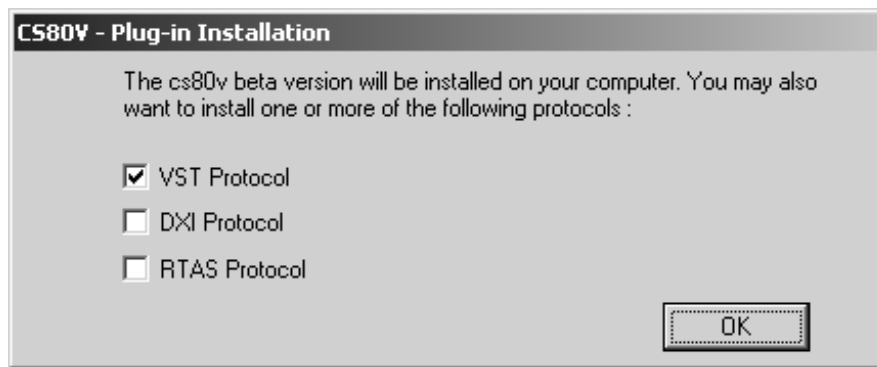 CS80V - Plug-in Installation
The cs80v beta version will be installed on your computer. You may also
want to install one or more of the following protocols :
VST Protocol
DXI Protocol
RTAS Protocol
OK